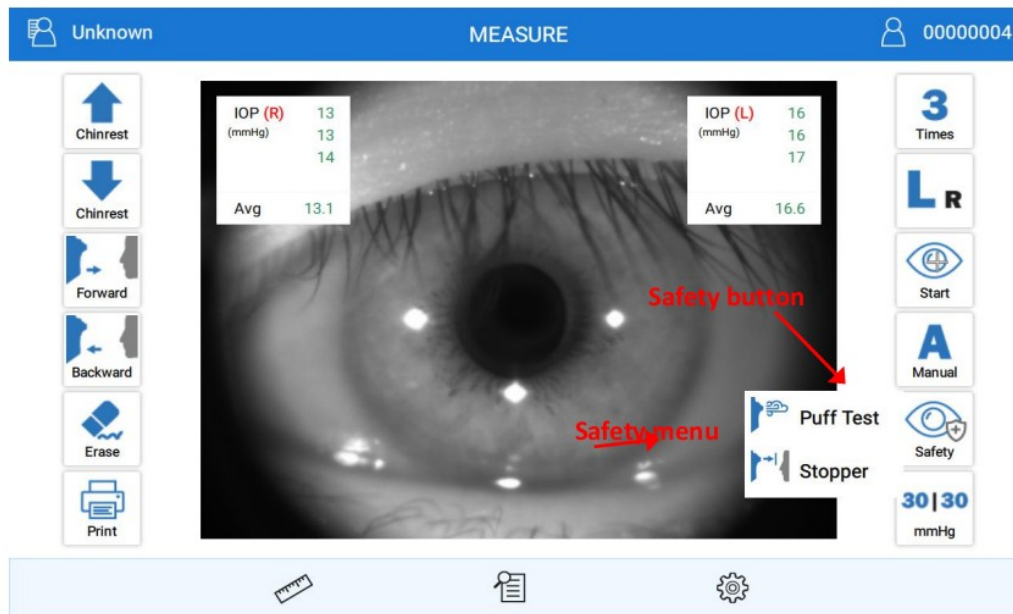 Unknown
MEASURE
00000004
Chinrest
Chinrest
Forward
Backward
Erase
Print
IOP (R) 13
(mmHg) 13
14
Avg 13.1
IOP (L) 16
(mmHg) 16
17
Avg 16.6
Safety button
Safety menu
Puff Test
Stopper
3
Times
L R
Start
A
Manual
Safety
30|30
mmHg